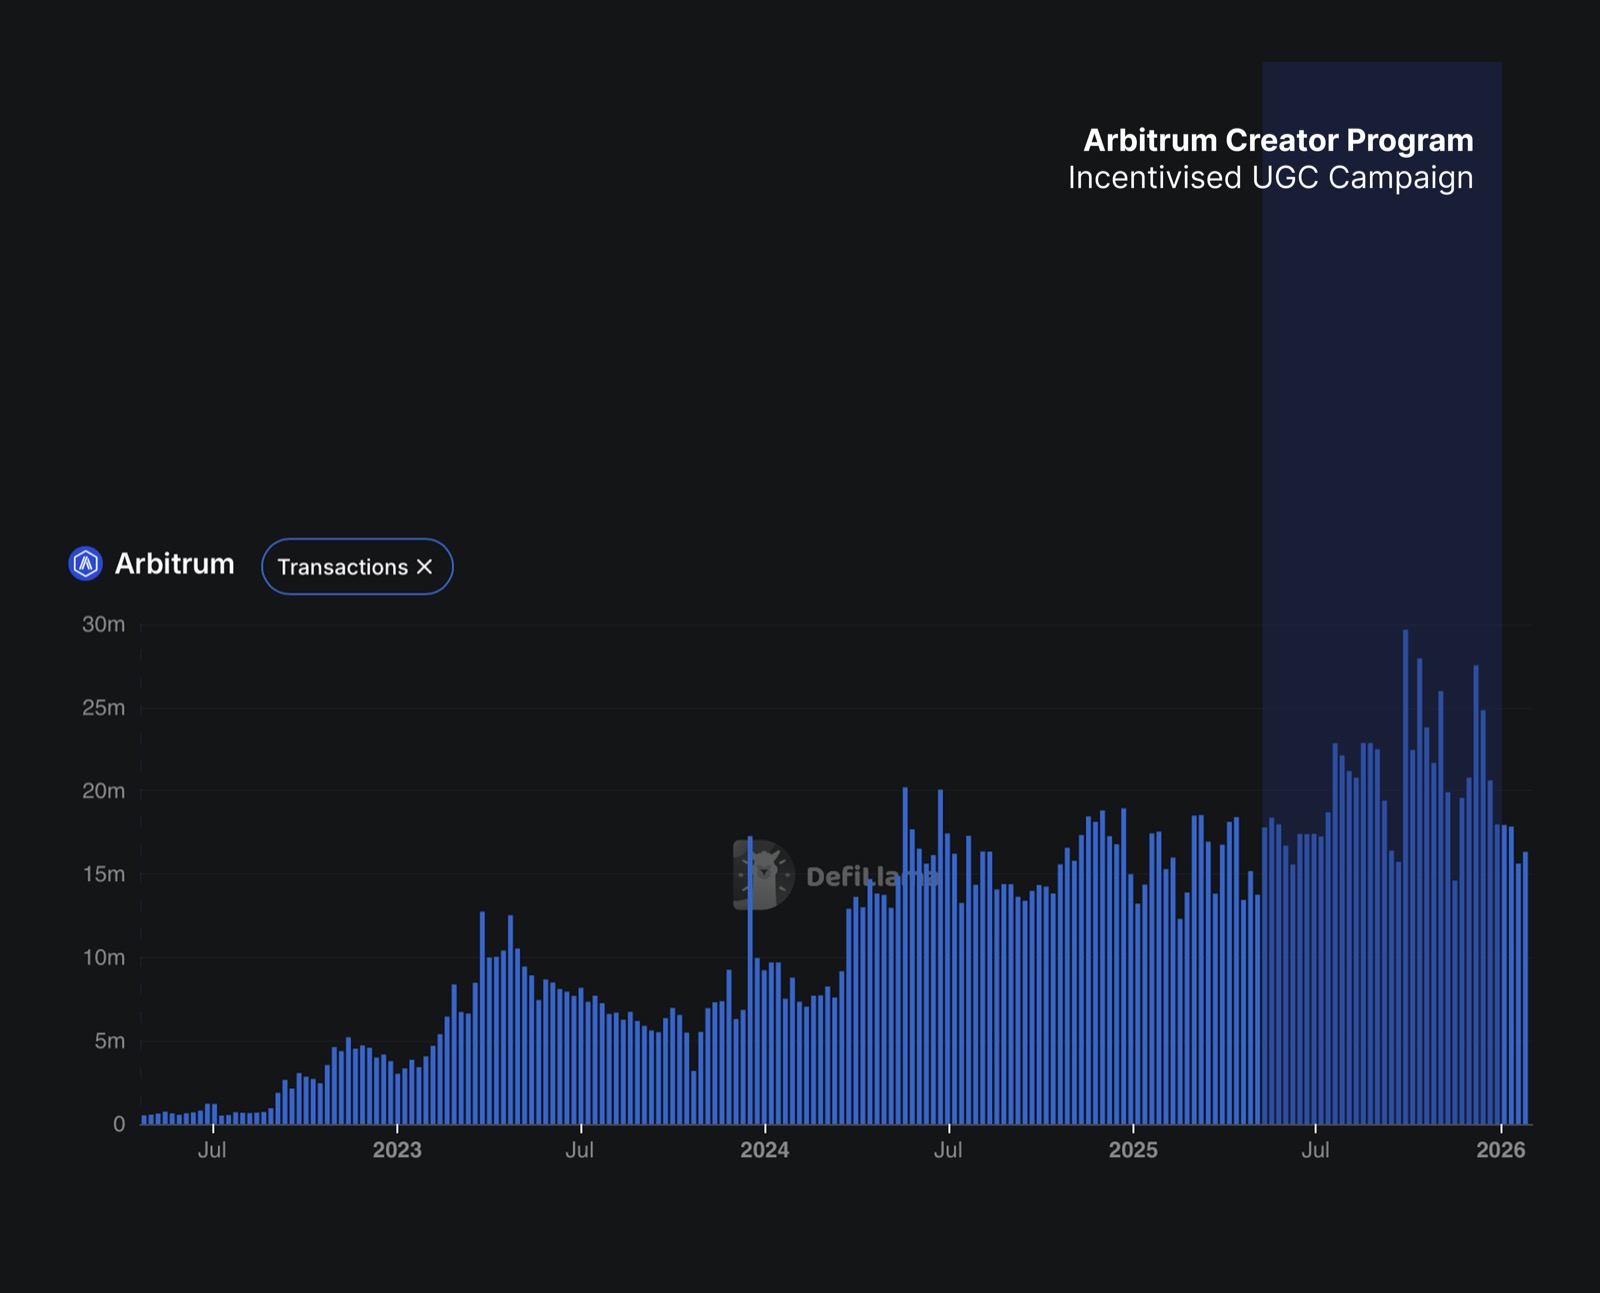 Arbitrum Creator Program
Incentivised UGC Campaign
Arbitrum
Transactions ×
30m
25m
20m
15m
10m
5m
0
DefiLlama
Jul
2023
Jul
2024
Jul
2025
Jul
2026